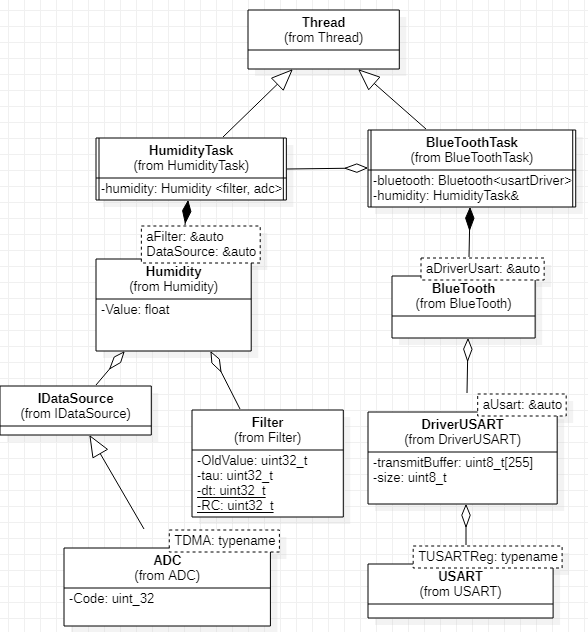 Thread
(from Thread)
HumidityTask
(from HumidityTask)
-humidity: Humidity <filter, adc>
BlueToothTask
(from BlueToothTask)
-bluetooth: Bluetooth<usartDriver>
-humidity: HumidityTask&
aFilter: &auto
DataSource: &auto
Humidity
(from Humidity)
-Value: float
aDriverUsart: &auto
BlueTooth
(from BlueTooth)
IDataSource
(from IDataSource)
Filter
(from Filter)
-OldValue: uint32_t
-tau: uint32_t
-dt: uint32_t
-RC: uint32_t
aUsart: &auto
DriverUSART
(from DriverUSART)
-transmitBuffer: uint8_t[255]
-size: uint8_t
TDMA: typename
ADC
(from ADC)
-Code: uint_32
TUSARTReg: typename
USART
(from USART)